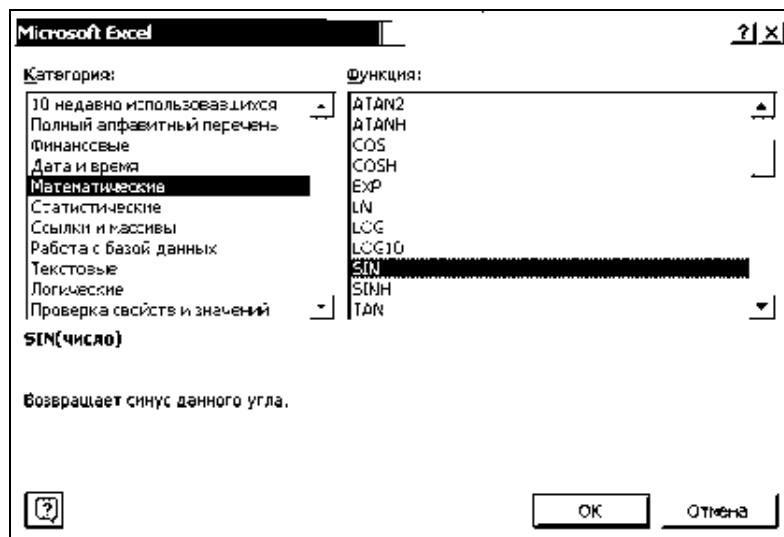 Microsoft Excel
? X
Категория:
10 недавно использовавшихся
Полный алфавитный перечень
Финансовые
Дата и время
Математические
Статистические
Ссылки и массивы
Работа с базой данных
Текстовые
Логические
Проверка свойств и значений
Функция:
ATAN2
ATANH
COS
COSH
EXP
LN
LOG
LOG10
SIN
SINH
TAN
SIN(число)
Возвращает синус данного угла.
?
OK
Отмена